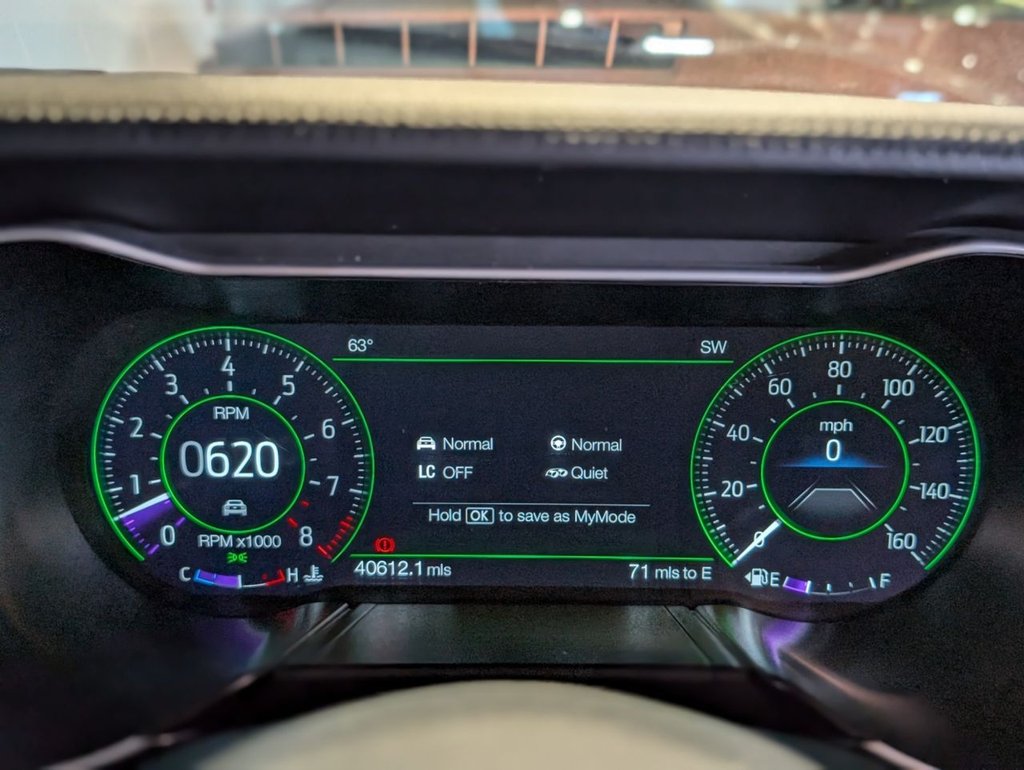 63° SW
4
3 5
2 6
1 7
0 8
RPM
0620
RPM x1000
C H
Normal Normal
LC OFF Quiet
Hold OK to save as MyMode
40612.1 mls 71 mls to E
80
60 100
40 120
20 140
0 160
mph
0
E F